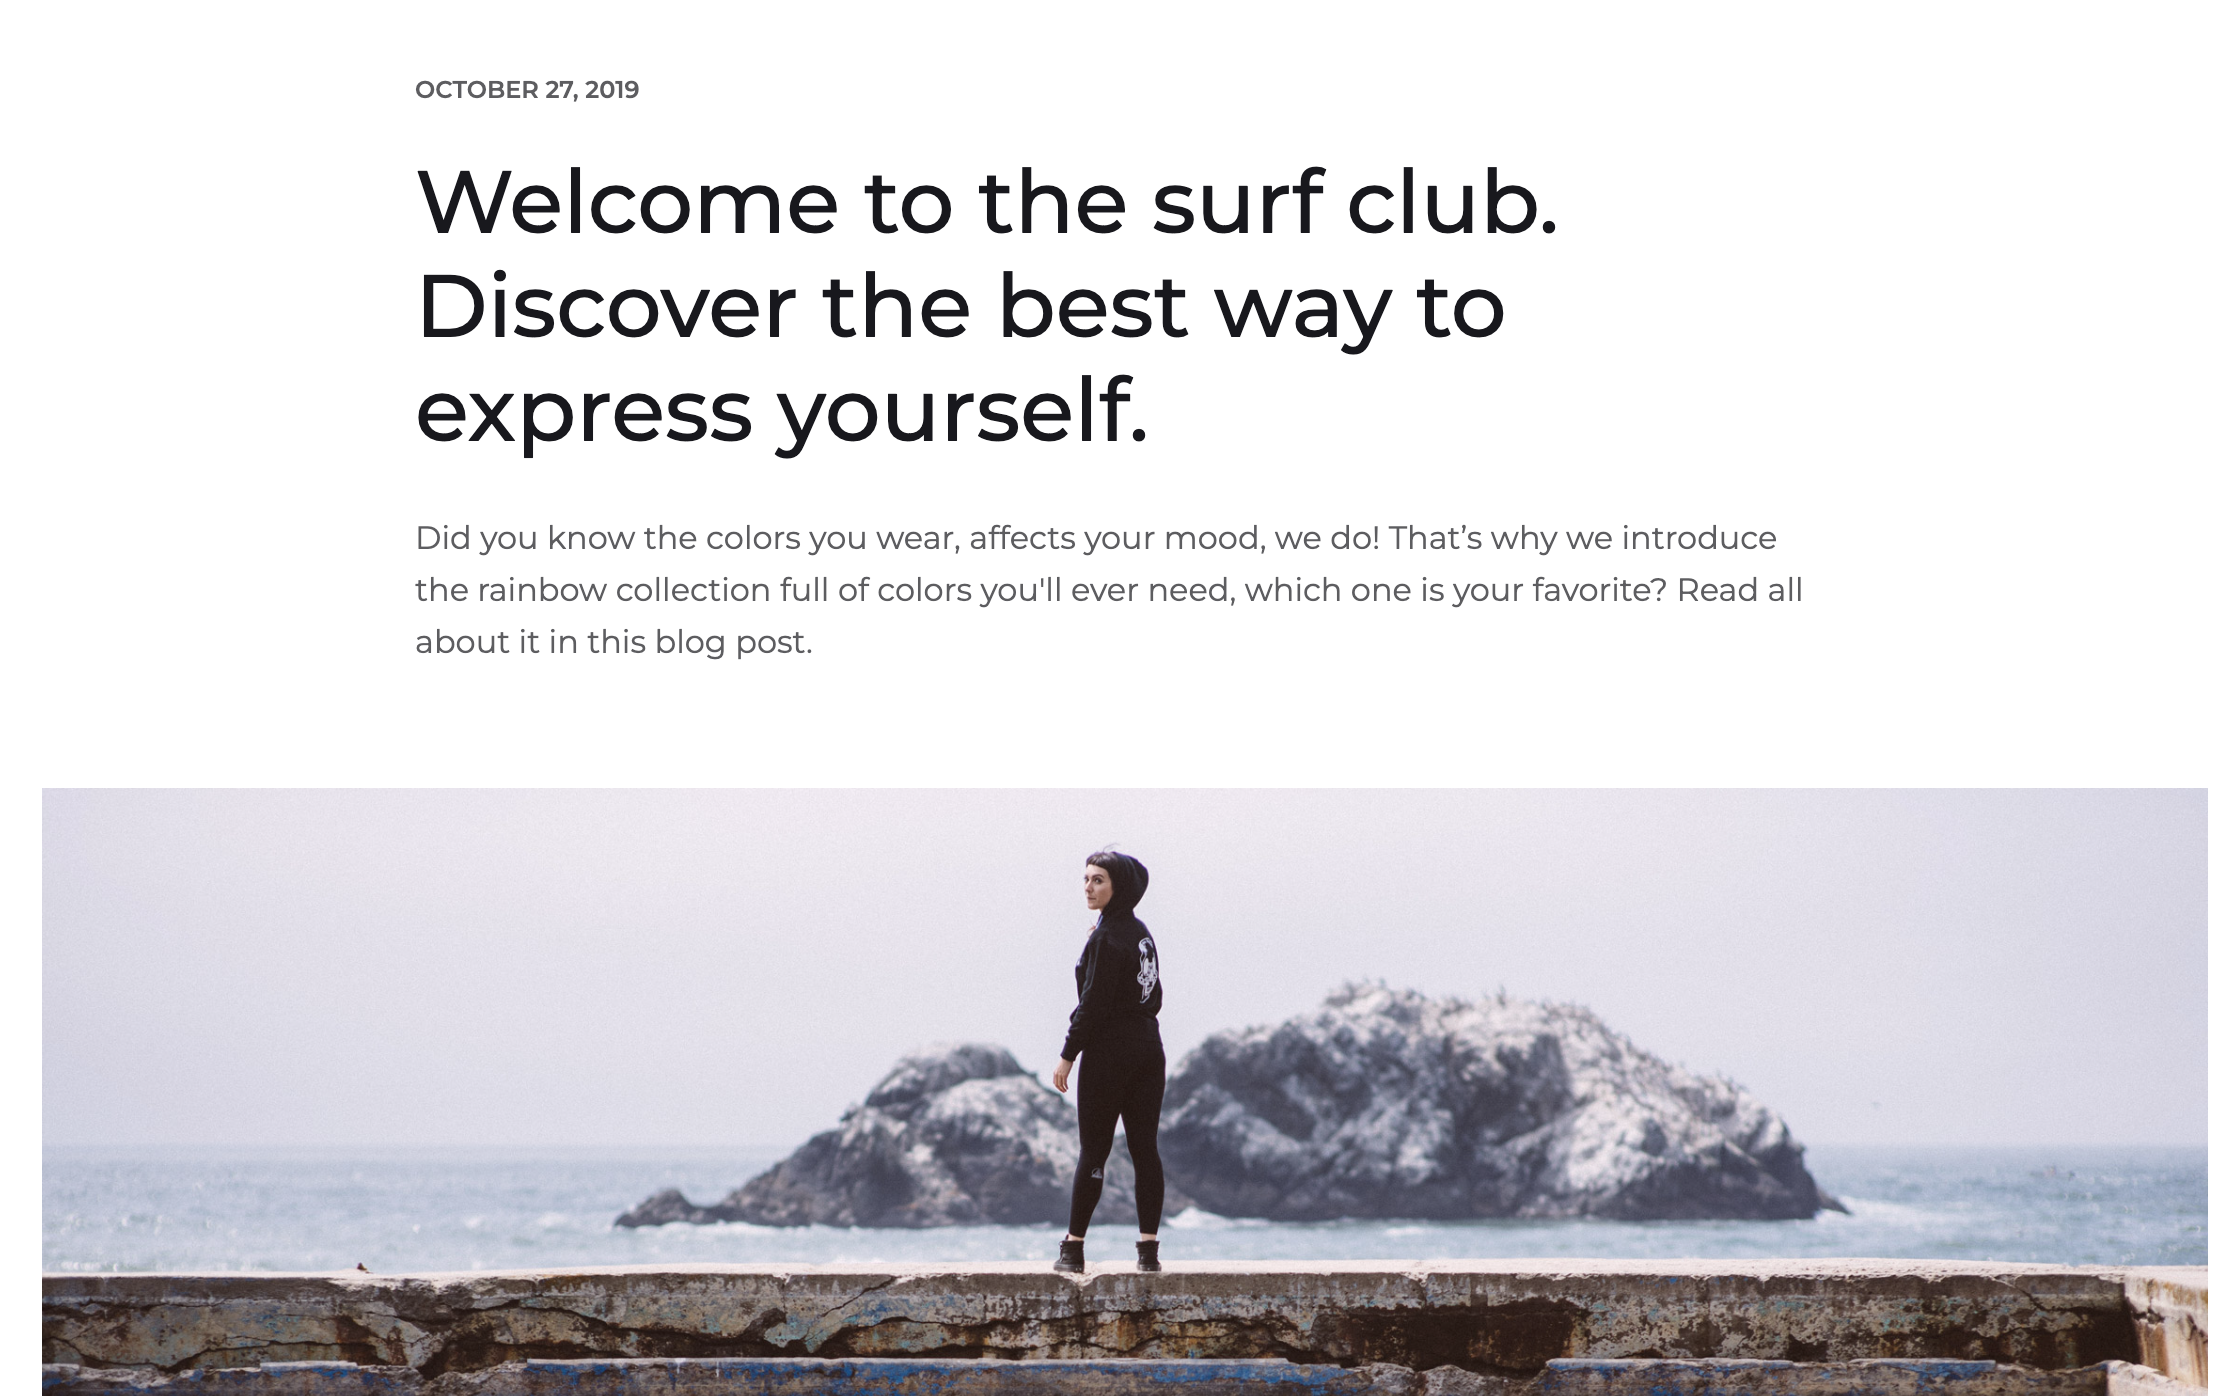 OCTOBER 27, 2019
Welcome to the surf club.
Discover the best way to
express yourself.
Did you know the colors you wear, affects your mood, we do! That’s why we introduce
the rainbow collection full of colors you'll ever need, which one is your favorite? Read all
about it in this blog post.